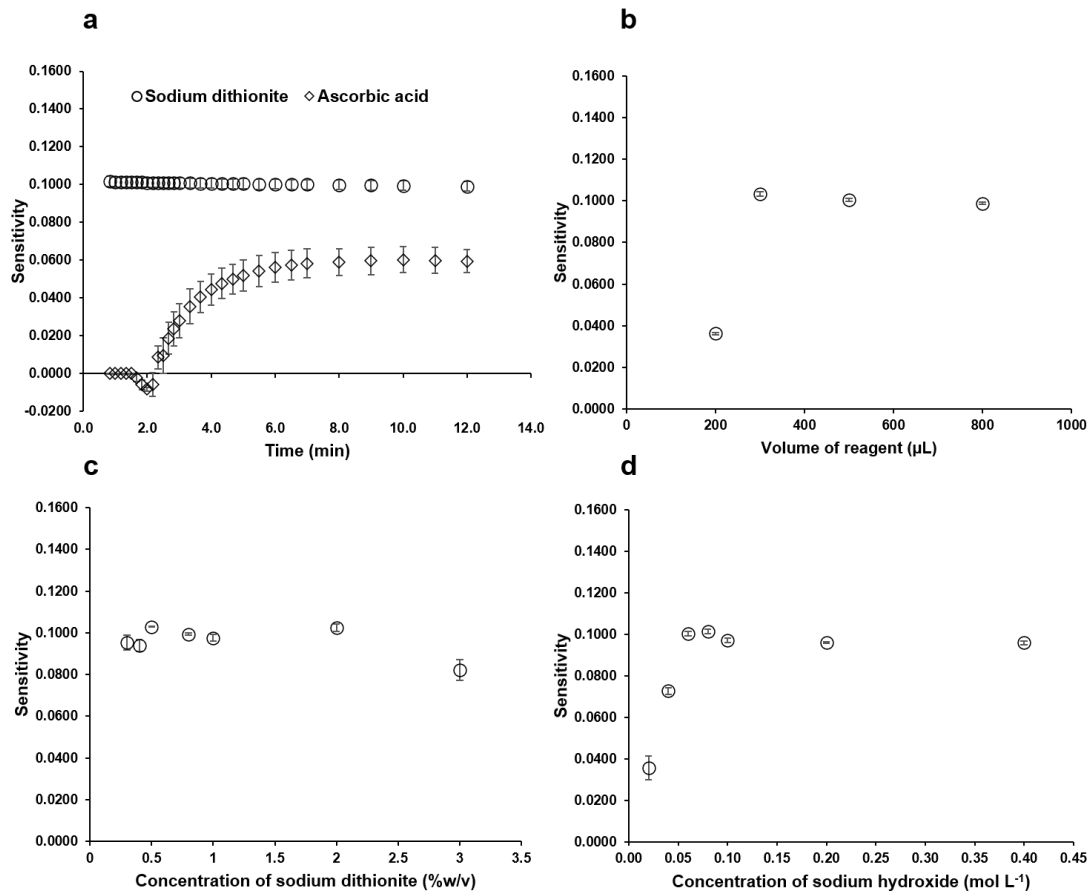 a
0.1600
0.1400
0.1200
0.1000
0.0800
0.0600
0.0400
0.0200
0.0000
-0.0200
Sensitivity
Sodium dithionite Ascorbic acid
0.0 2.0 4.0 6.0 8.0 10.0 12.0 14.0
Time (min)
b
0.1600
0.1400
0.1200
0.1000
0.0800
0.0600
0.0400
0.0200
0.0000
Sensitivity
0 200 400 600 800 1000
Volume of reagent (µL)
c
0.1600
0.1400
0.1200
0.1000
0.0800
0.0600
0.0400
0.0200
0.0000
Sensitivity
0 0.5 1 1.5 2 2.5 3 3.5
Concentration of sodium dithionite (%w/v)
d
0.1600
0.1400
0.1200
0.1000
0.0800
0.0600
0.0400
0.0200
0.0000
Sensitivity
0.00 0.05 0.10 0.15 0.20 0.25 0.30 0.35 0.40 0.45
Concentration of sodium hydroxide (mol L⁻¹)